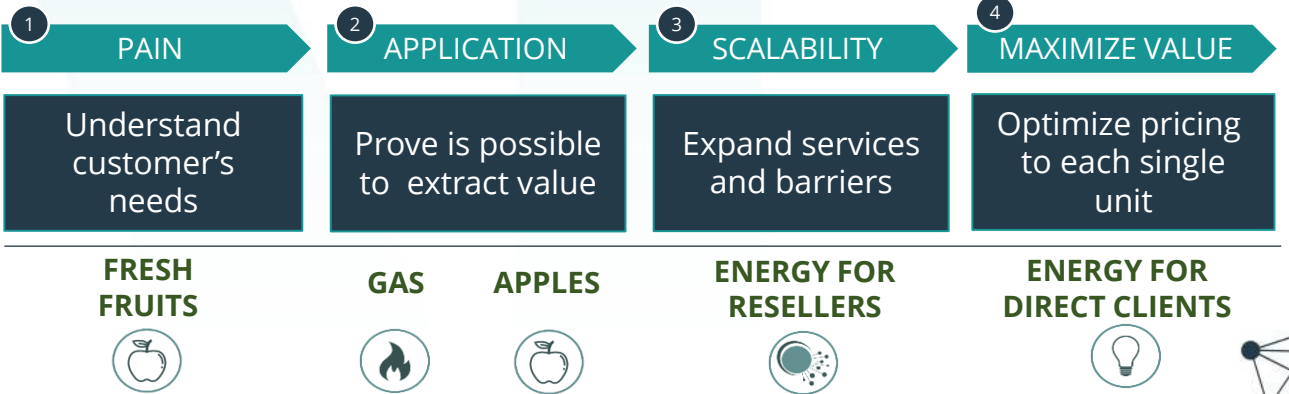 1
PAIN
2
APPLICATION
3
SCALABILITY
4
MAXIMIZE VALUE
Understand
customer’s
needs
Prove is possible
to extract value
Expand services
and barriers
Optimize pricing
to each single
unit
FRESH
FRUITS
GAS
APPLES
ENERGY FOR
RESELLERS
ENERGY FOR
DIRECT CLIENTS